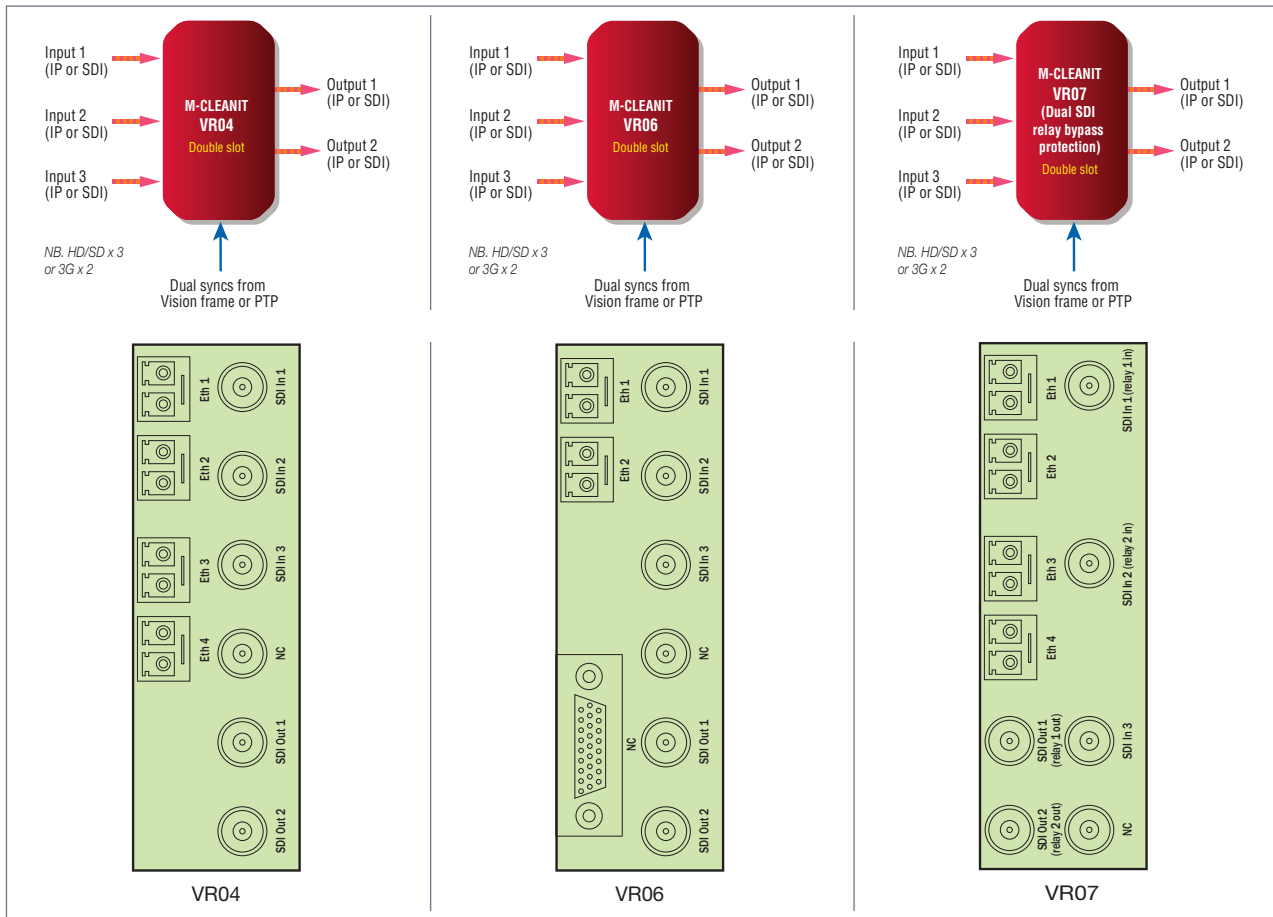 Input 1
(IP or SDI)
Input 2
(IP or SDI)
Input 3
(IP or SDI)
M-CLEANIT
VR04
Double slot
Output 1
(IP or SDI)
Output 2
(IP or SDI)
NB. HD/SD x 3
or 3G x 2
Dual syncs from
Vision frame or PTP
Input 1
(IP or SDI)
Input 2
(IP or SDI)
Input 3
(IP or SDI)
M-CLEANIT
VR06
Double slot
Output 1
(IP or SDI)
Output 2
(IP or SDI)
NB. HD/SD x 3
or 3G x 2
Dual syncs from
Vision frame or PTP
Input 1
(IP or SDI)
Input 2
(IP or SDI)
Input 3
(IP or SDI)
M-CLEANIT
VR07
(Dual SDI
relay bypass
protection)
Double slot
Output 1
(IP or SDI)
Output 2
(IP or SDI)
NB. HD/SD x 3
or 3G x 2
Dual syncs from
Vision frame or PTP
Eth 1
SDI In 1
Eth 2
SDI In 2
Eth 3
SDI In 3
Eth 4
NC
SDI Out 1
SDI Out 2
VR04
Eth 1
SDI In 1
Eth 2
SDI In 2
SDI In 3
NC
NC
SDI Out 1
SDI Out 2
VR06
Eth 1
SDI In 1 (relay 1 in)
Eth 2
Eth 3
SDI In 2 (relay 2 in)
Eth 4
SDI Out 1
(relay 1 out)
SDI In 3
SDI Out 2
(relay 2 out)
NC
VR07